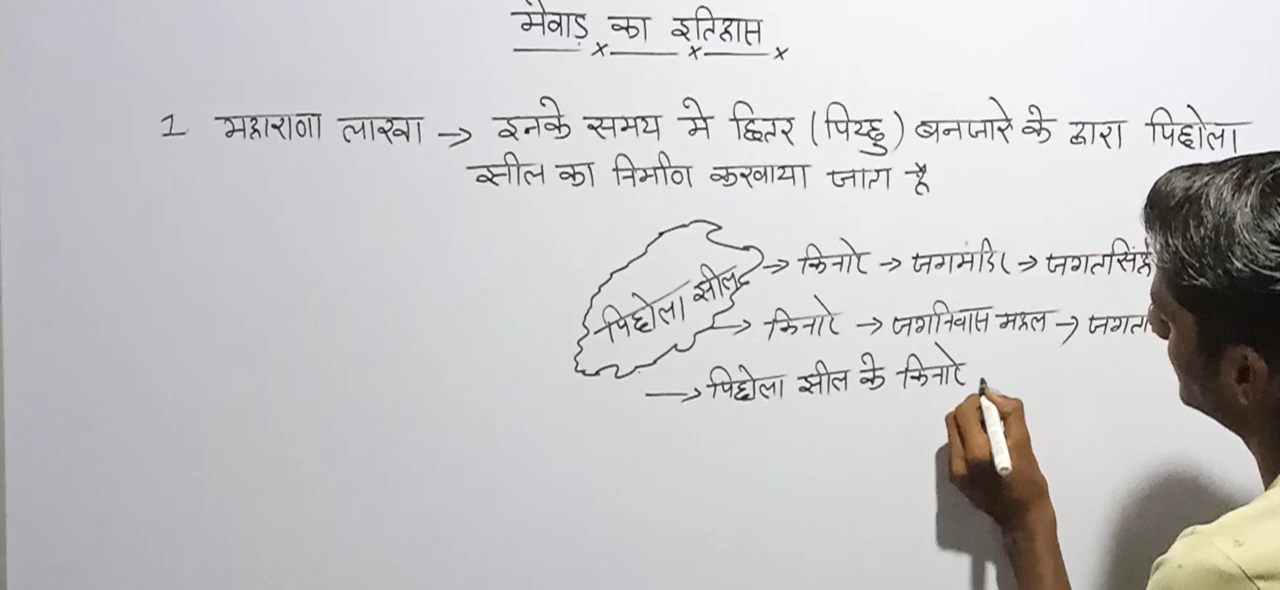 मेवाड़ का इतिहास
1 महाराणा लाखा → इनके समय मे छितर (पिच्छु) बनजारे के द्वारा पिछोला
झील का निर्माण करवाया जाता है
पिछोला झील → किनारे → जगमंदिर → जगतसिंह
→ किनारे → जगनिवास महल → जगत
→ पिछोला झील के किनारे